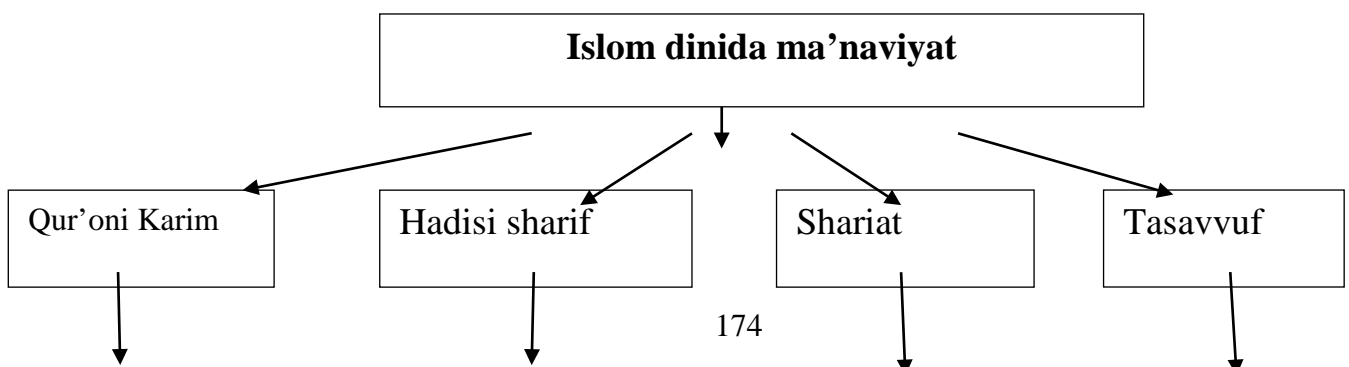 Islom dinida ma’naviyat
Qur’oni Karim
Hadisi sharif
Shariat
Tasavvuf
174